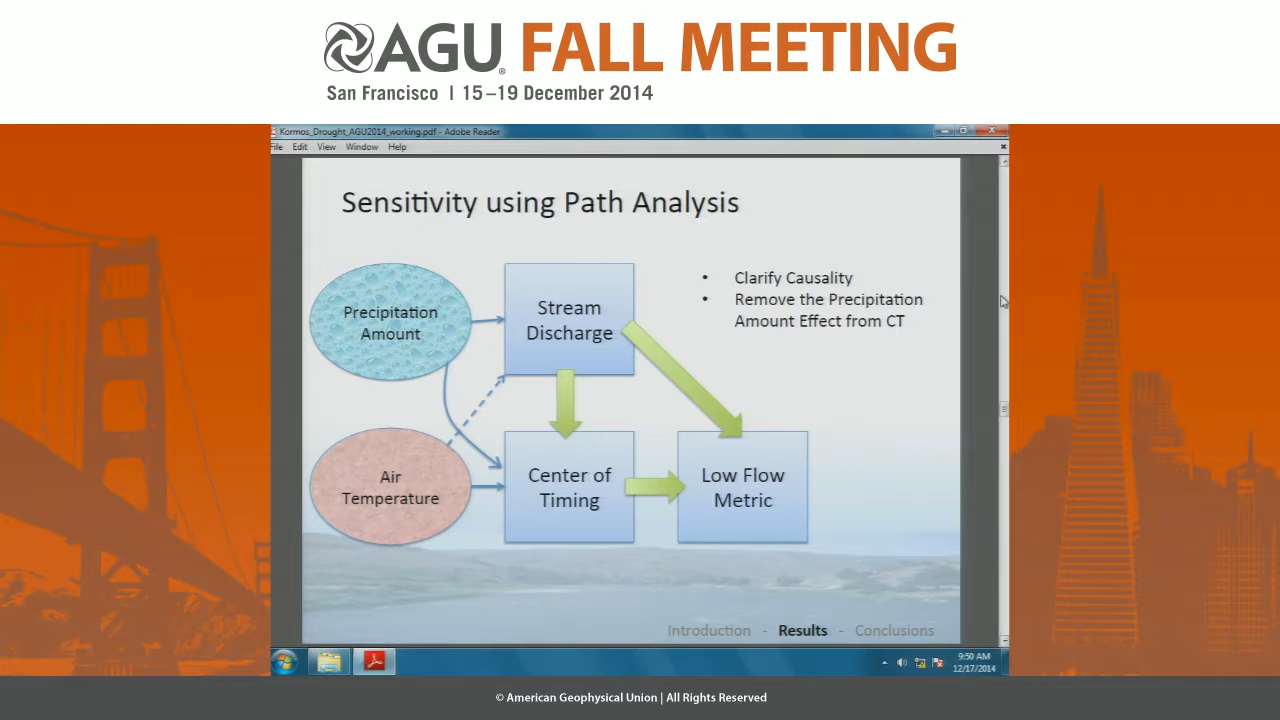 AGU FALL MEETING
San Francisco | 15–19 December 2014
Kormos_Drought_AGU2014_working.pdf - Adobe Reader
File Edit View Window Help
Sensitivity using Path Analysis
Precipitation
Amount
Stream
Discharge
• Clarify Causality
• Remove the Precipitation
Amount Effect from CT
Air
Temperature
Center of
Timing
Low Flow
Metric
Introduction - Results - Conclusions
9:50 AM
12/17/2014
© American Geophysical Union | All Rights Reserved